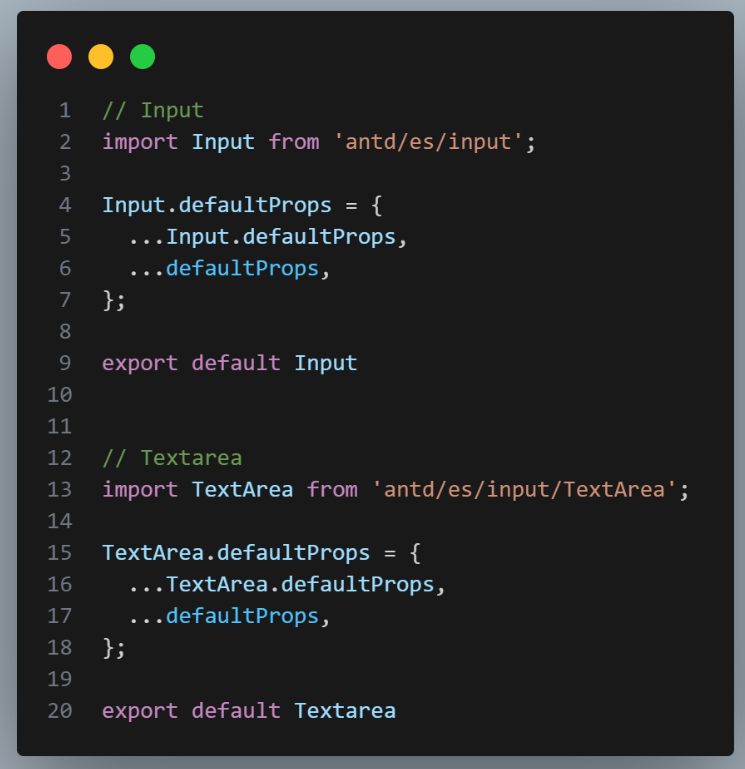 1 // Input
2 import Input from 'antd/es/input';
3
4 Input.defaultProps = {
5   ...Input.defaultProps,
6   ...defaultProps,
7 };
8
9 export default Input
10
11
12 // Textarea
13 import TextArea from 'antd/es/input/TextArea';
14
15 TextArea.defaultProps = {
16   ...TextArea.defaultProps,
17   ...defaultProps,
18 };
19
20 export default Textarea